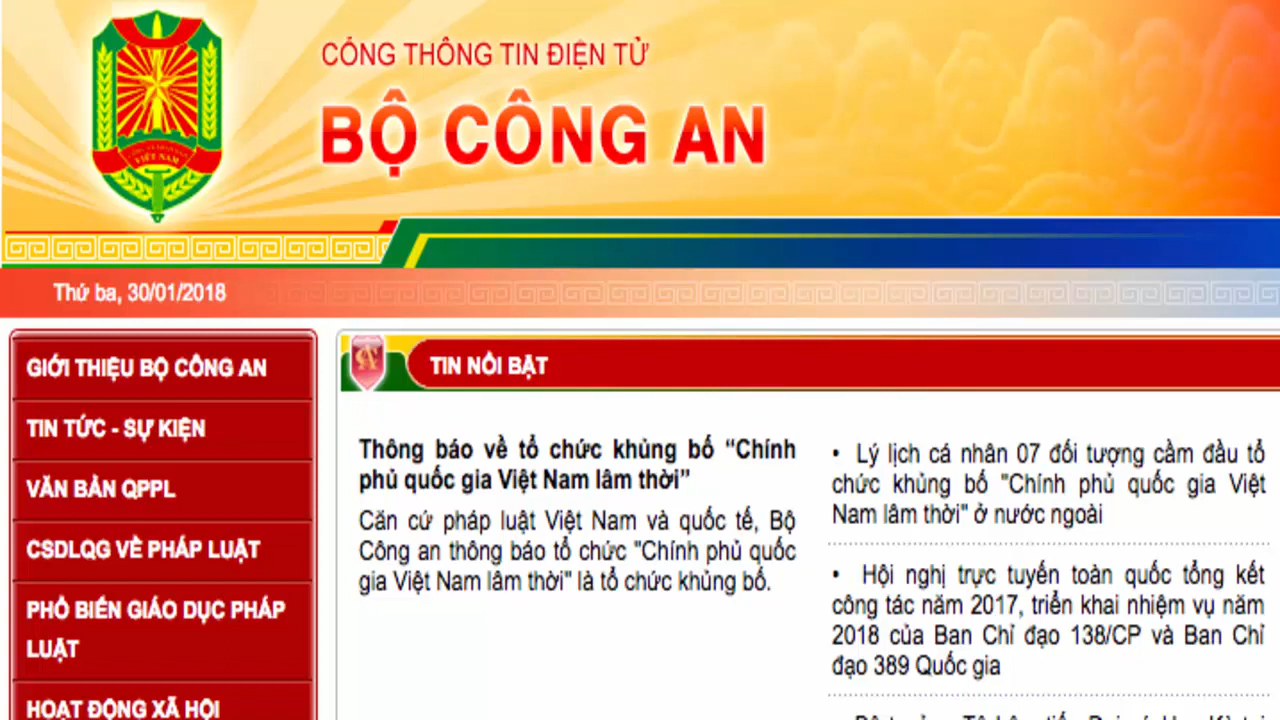 CỔNG THÔNG TIN ĐIỆN TỬ
BỘ CÔNG AN
VIỆT NAM
Thứ ba, 30/01/2018
GIỚI THIỆU BỘ CÔNG AN
TIN TỨC - SỰ KIỆN
VĂN BẢN QPPL
CSDLQG VỀ PHÁP LUẬT
PHỔ BIẾN GIÁO DỤC PHÁP
LUẬT
HOẠT ĐỘNG XÃ HỘI
TIN NỔI BẬT
Thông báo về tổ chức khủng bố “Chính
phủ quốc gia Việt Nam lâm thời”
Căn cứ pháp luật Việt Nam và quốc tế, Bộ
Công an thông báo tổ chức "Chính phủ quốc
gia Việt Nam lâm thời" là tổ chức khủng bố.
• Lý lịch cá nhân 07 đối tượng cầm đầu tổ
chức khủng bố "Chính phủ quốc gia Việt
Nam lâm thời" ở nước ngoài
• Hội nghị trực tuyến toàn quốc tổng kết
công tác năm 2017, triển khai nhiệm vụ năm
2018 của Ban Chỉ đạo 138/CP và Ban Chỉ
đạo 389 Quốc gia